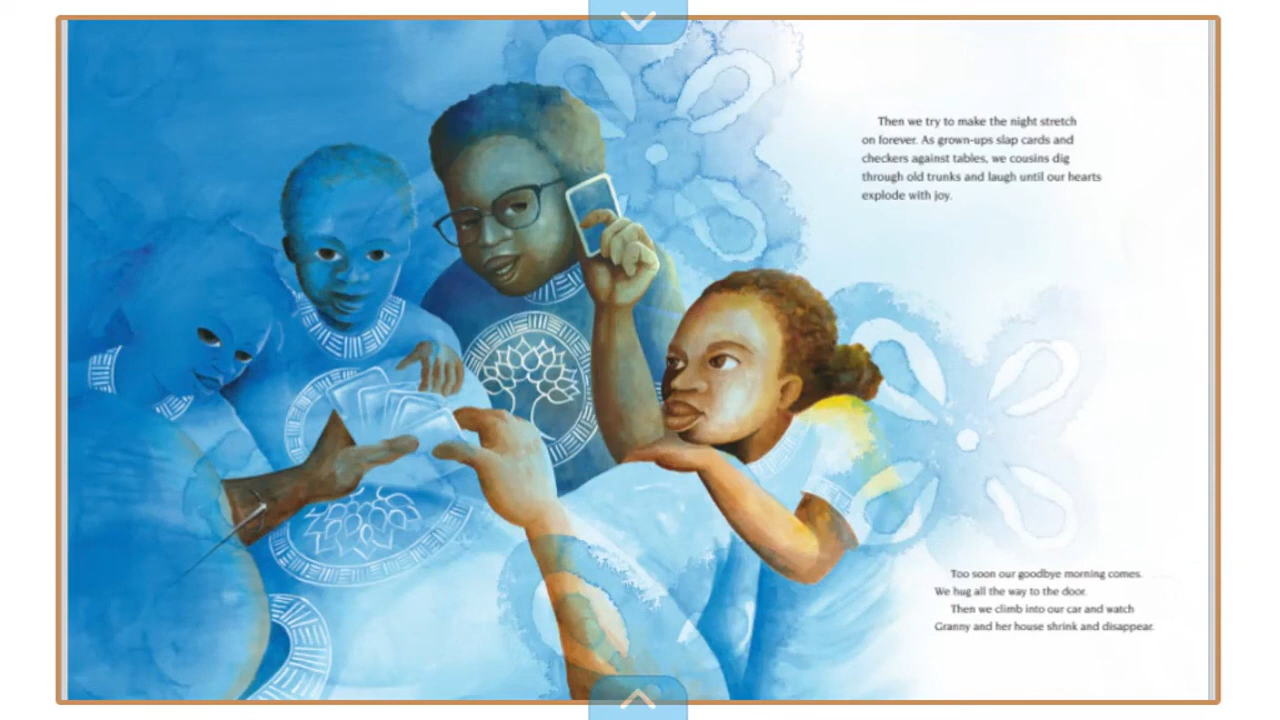 Then we try to make the night stretch
on forever. As grown-ups slap cards and
checkers against tables, we cousins dig
through old trunks and laugh until our hearts
explode with joy.
Too soon our goodbye morning comes.
We hug all the way to the door.
Then we climb into our car and watch
Granny and her house shrink and disappear.